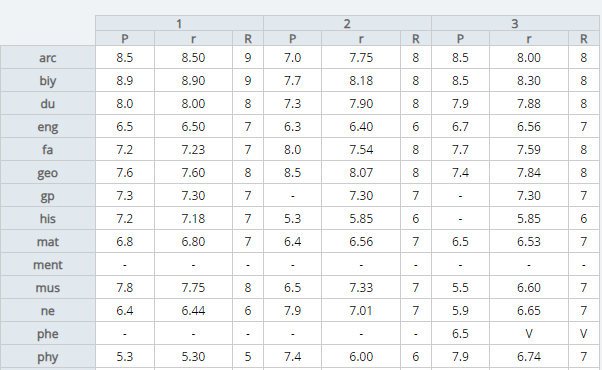 1 2 3
P r R P r R P r R
arc 8.5 8.50 9 7.0 7.75 8 8.5 8.00 8
biy 8.9 8.90 9 7.7 8.18 8 8.5 8.30 8
du 8.0 8.00 8 7.3 7.90 8 7.9 7.88 8
eng 6.5 6.50 7 6.3 6.40 6 6.7 6.56 7
fa 7.2 7.23 7 8.0 7.54 8 7.7 7.59 8
geo 7.6 7.60 8 8.5 8.07 8 7.4 7.84 8
gp 7.3 7.30 7 - 7.30 7 - 7.30 7
his 7.2 7.18 7 5.3 5.85 6 - 5.85 6
mat 6.8 6.80 7 6.4 6.56 7 6.5 6.53 7
ment - - - - - - - - -
mus 7.8 7.75 8 6.5 7.33 7 5.5 6.60 7
ne 6.4 6.44 6 7.9 7.01 7 5.9 6.65 7
phe - - - - - - 6.5 V V
phy 5.3 5.30 5 7.4 6.00 6 7.9 6.74 7